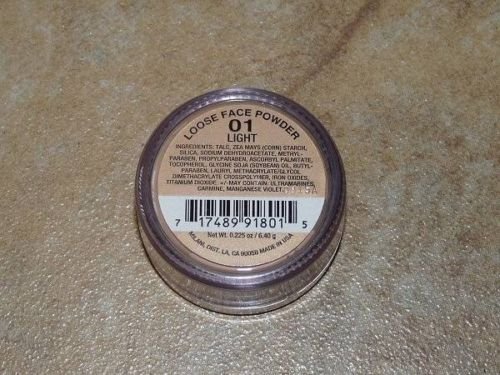 LOOSE FACE POWDER
01
LIGHT
INGREDIENTS: TALC, ZEA MAYS (CORN) STARCH,
SILICA, SODIUM DEHYDROACETATE, METHYL-
PARABEN, PROPYLPARABEN, ASCORBYL PALMITATE,
TOCOPHEROL, GLYCINE SOJA (SOYBEAN) OIL, BUTYL-
PARABEN, LAURYL METHACRYLATE/GLYCOL
DIMETHACRYLATE CROSSPOLYMER, IRON OXIDES,
TITANIUM DIOXIDE. +/- MAY CONTAIN: ULTRAMARINES,
CARMINE, MANGANESE VIOLET
7 17489 91801 5
Net Wt. 0.225 oz / 6.40 g
MILANI, DIST. LA, CA 90058 MADE IN USA